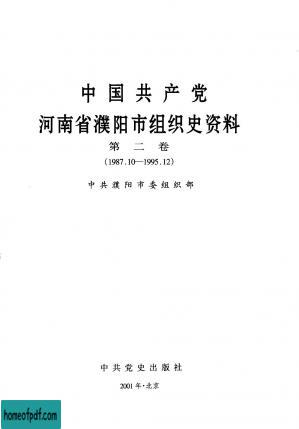 中国共产党
河南省濮阳市组织史资料
第二卷
(1987.10—1995.12)
中共濮阳市委组织部
中共党史出版社
2001年·北京
homeofpdf.com